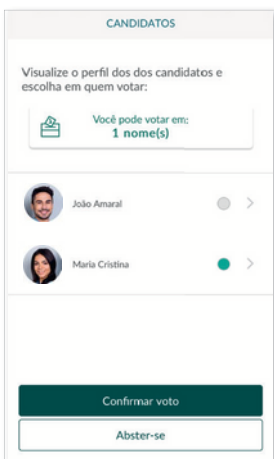 CANDIDATOS
Visualize o perfil dos dos candidatos e
escolha em quem votar:
Você pode votar em:
1 nome(s)
João Amaral
Maria Cristina
Confirmar voto
Abster-se